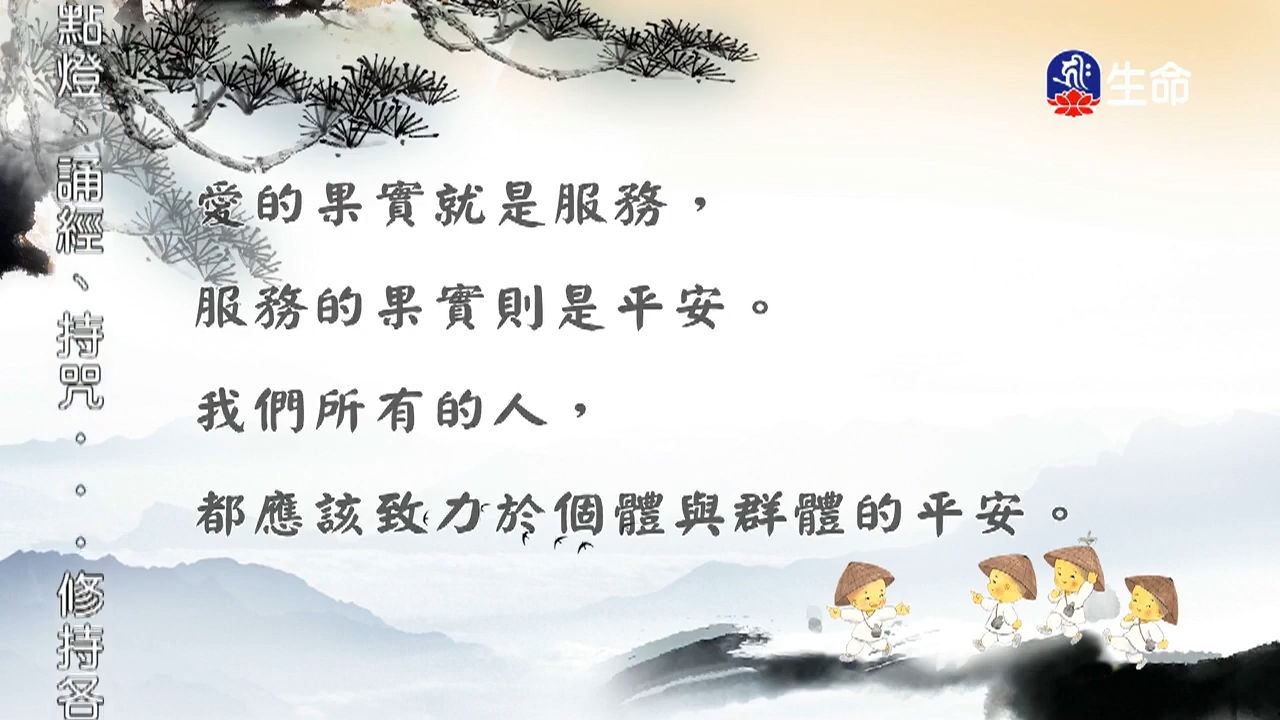 愛的果實就是服務，
服務的果實則是平安。
我們所有的人，
都應該致力於個體與群體的平安。
點燈、誦經、持咒...修持各
生命